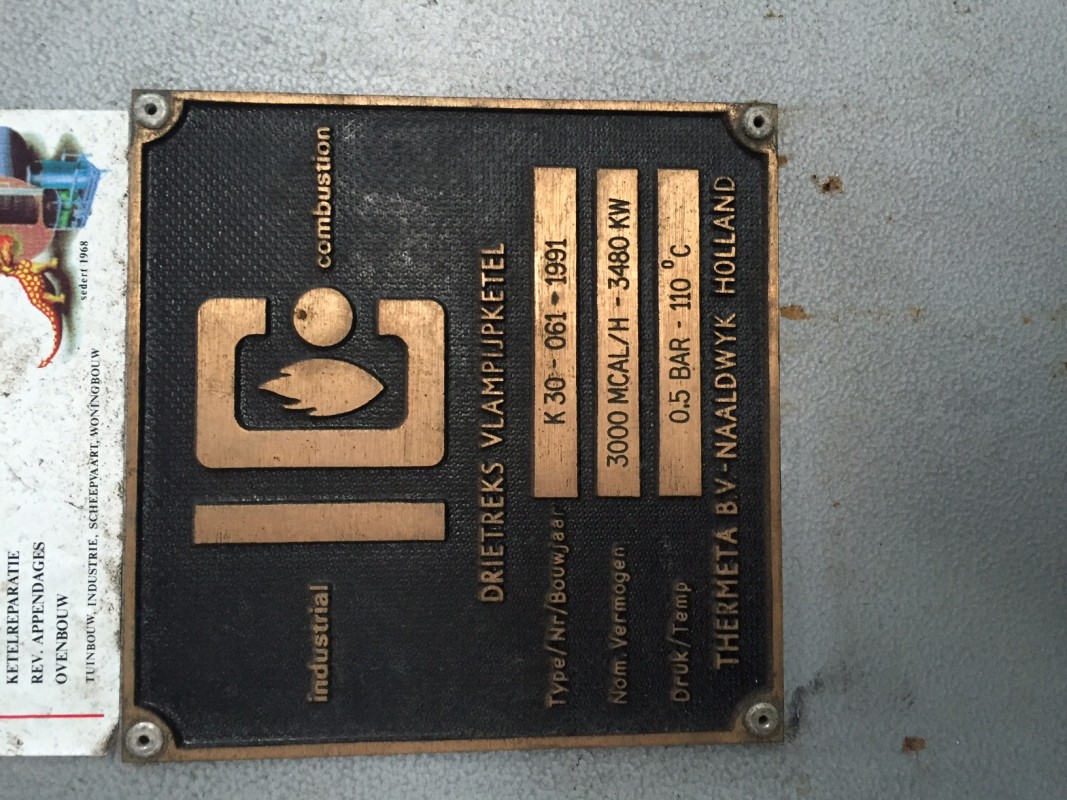 KETELREPARATIE
REV. APPENDAGES
OVENBOUW
TUINBOUW, INDUSTRIE, SCHEEPVAART, WONINGBOUW
sedert 1968
IC
industrial combustion
DRIETREKS VLAMPIJPKETEL
Type/Nr/Bouwjaar K 30 - 061 - 1991
Nom. Vermogen 3000 MCAL/H - 3480 KW
Druk/Temp 0.5 BAR - 110 °C
THERMETA B.V.-NAALDWYK HOLLAND